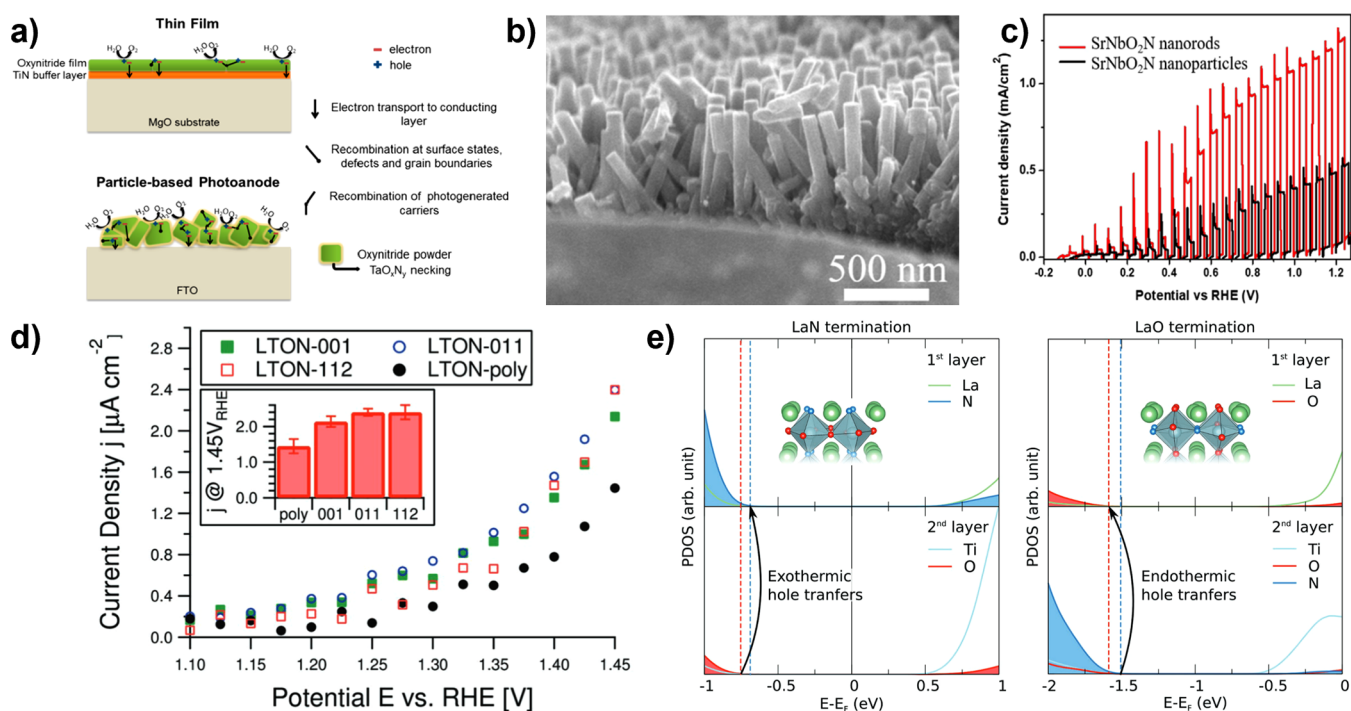 a)
Thin Film
H₂O O₂
H₂O O₂
H₂O O₂
Oxynitride film
TiN buffer layer
MgO substrate
electron
hole
Electron transport to conducting
layer
Recombination at surface states,
defects and grain boundaries
Recombination of photogenerated
carriers
Particle-based Photoanode
H₂O O₂
H₂O O₂
H₂O O₂
H₂O O₂
FTO
Oxynitride powder
TaOₓNᵧ necking
b)
500 nm
c)
SrNbO₂N nanorods
SrNbO₂N nanoparticles
Current density (mA/cm²)
1.5
1.0
0.5
0.0
-0.2 0.0 0.2 0.4 0.6 0.8 1.0 1.2
Potential vs RHE (V)
d)
LTON-001 LTON-011
LTON-112 LTON-poly
Current Density j [µA cm⁻²]
2.8
2.4
2.0
1.6
1.2
0.8
0.4
0.0
j @ 1.45V_RHE
2.0
1.0
0.0
poly 001 011 112
1.10 1.15 1.20 1.25 1.30 1.35 1.40 1.45
Potential E vs. RHE [V]
e)
LaN termination
1ˢᵗ layer
La
N
2ⁿᵈ layer
Ti
O
Exothermic
hole tranfers
PDOS (arb. unit)
-1 -0.5 0 0.5 1
E-E_F (eV)
LaO termination
1ˢᵗ layer
La
O
2ⁿᵈ layer
Ti
O
N
Endothermic
hole tranfers
PDOS (arb. unit)
-2 -1.5 -1 -0.5 0
E-E_F (eV)